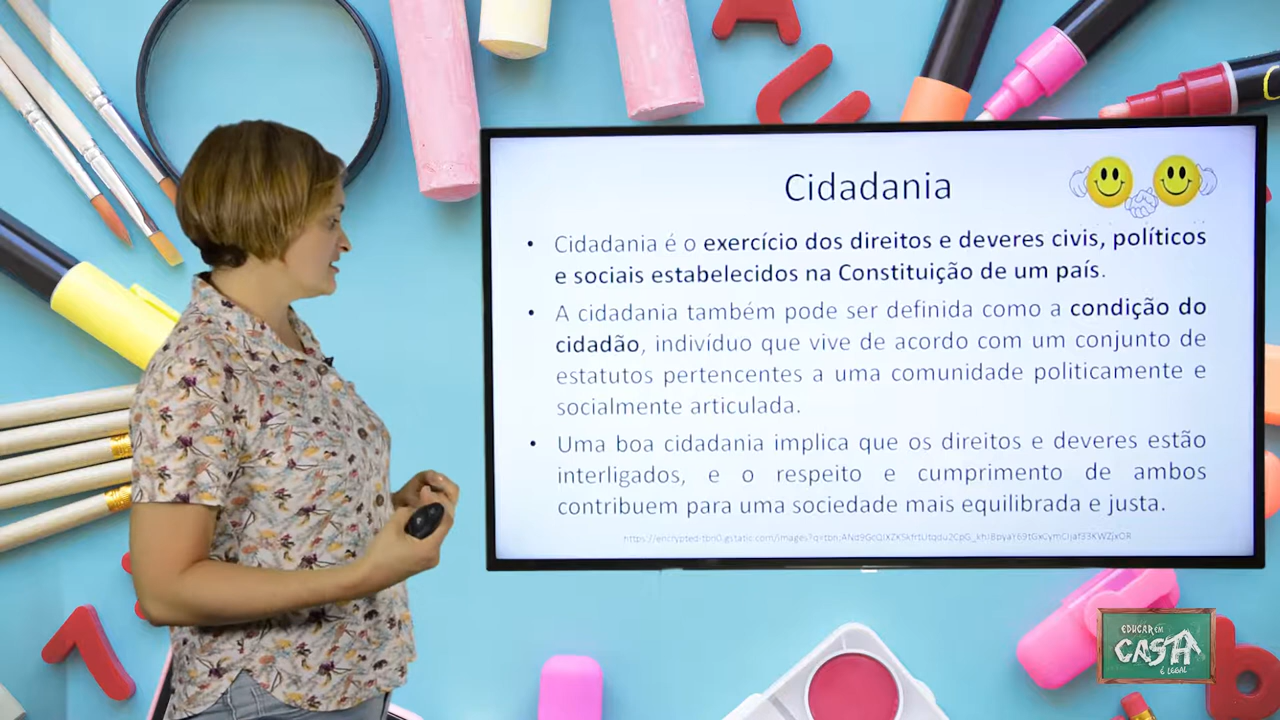 Cidadania
• Cidadania é o exercício dos direitos e deveres civis, políticos
e sociais estabelecidos na Constituição de um país.
• A cidadania também pode ser definida como a condição do
cidadão, indivíduo que vive de acordo com um conjunto de
estatutos pertencentes a uma comunidade politicamente e
socialmente articulada.
• Uma boa cidadania implica que os direitos e deveres estão
interligados, e o respeito e cumprimento de ambos
contribuem para uma sociedade mais equilibrada e justa.
EDUCAR EM
CASA
É LEGAL